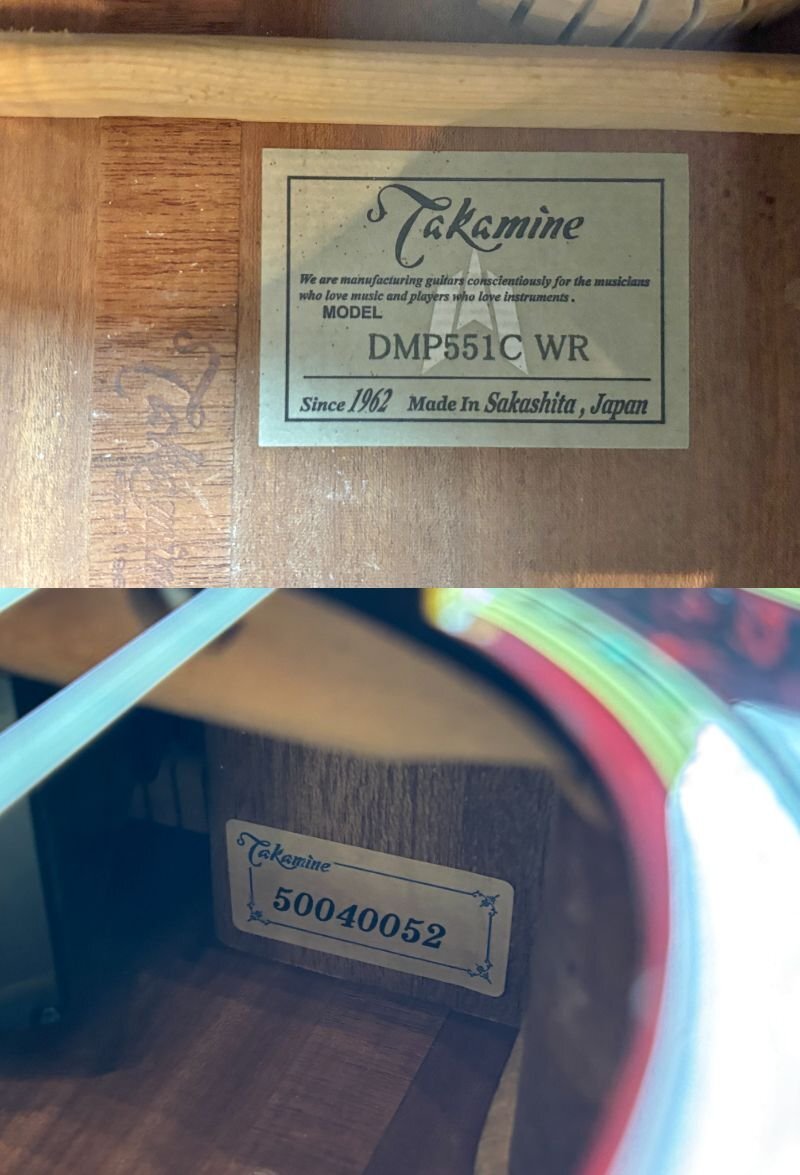 Takamine
We are manufacturing guitars conscientiously for the musicians
who love music and players who love instruments .
MODEL
DMP551C WR
Since 1962 Made In Sakashita , Japan
Takamine
50040052